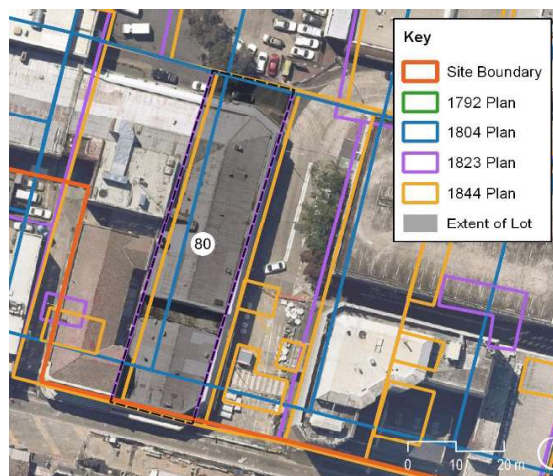 Key
Site Boundary
1792 Plan
1804 Plan
1823 Plan
1844 Plan
Extent of Lot
80
0 10 20 m